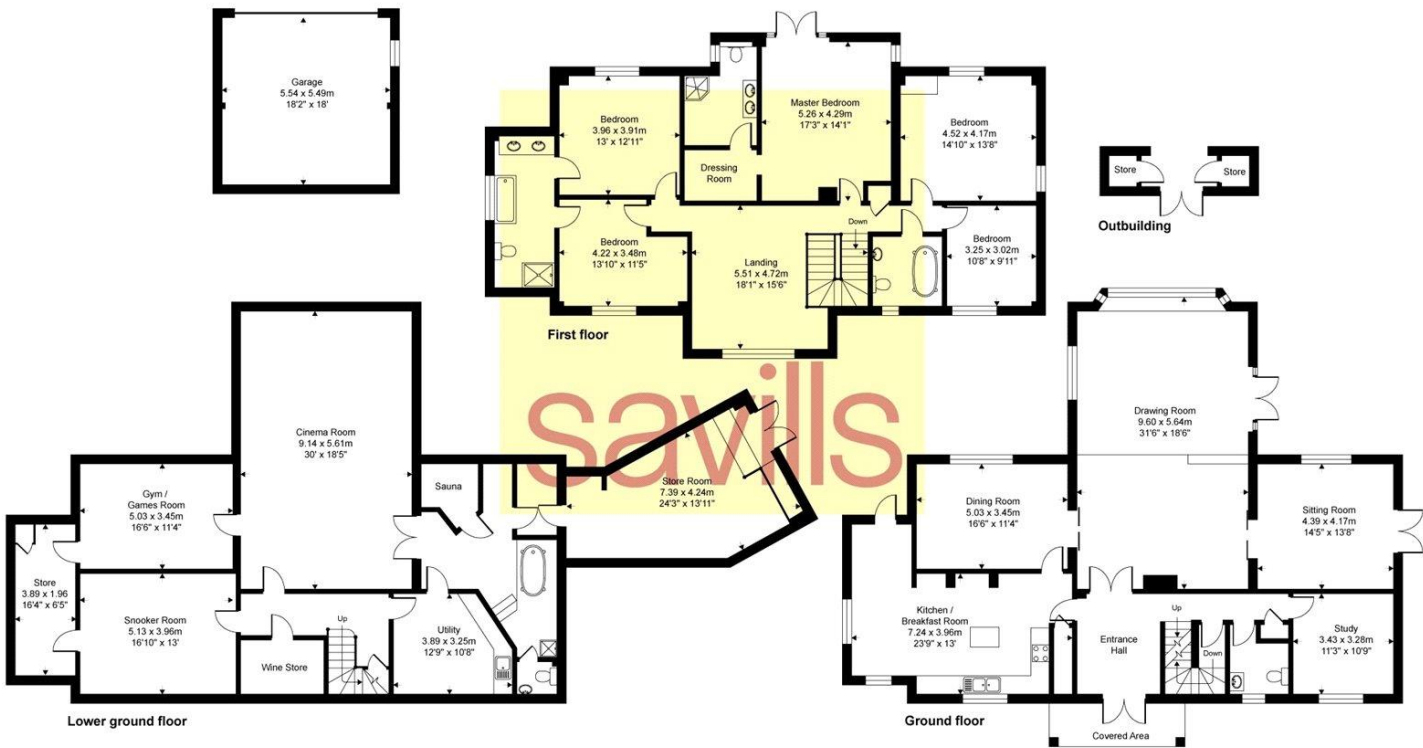 Garage
5.54 x 5.49m
18'2" x 18'
Bedroom
3.96 x 3.91m
13' x 12'11"
Master Bedroom
5.26 x 4.29m
17'3" x 14'1"
Bedroom
4.52 x 4.17m
14'10" x 13'8"
Dressing
Room
Store
Store
Outbuilding
Bedroom
4.22 x 3.48m
13'10" x 11'5"
Landing
5.51 x 4.72m
18'1" x 15'6"
Down
Bedroom
3.25 x 3.02m
10'8" x 9'11"
First floor
savills
Cinema Room
9.14 x 5.61m
30' x 18'5"
Gym /
Games Room
5.03 x 3.45m
16'6" x 11'4"
Sauna
Store Room
7.39 x 4.24m
24'3" x 13'11"
Store
3.89 x 1.96
16'4" x 6'5"
Snooker Room
5.13 x 3.96m
16'10" x 13'
Wine Store
Up
Utility
3.89 x 3.25m
12'9" x 10'8"
Lower ground floor
Drawing Room
9.60 x 5.64m
31'6" x 18'6"
Dining Room
5.03 x 3.45m
16'6" x 11'4"
Sitting Room
4.39 x 4.17m
14'5" x 13'8"
Kitchen /
Breakfast Room
7.24 x 3.96m
23'9" x 13'
Entrance
Hall
Up
Down
Study
3.43 x 3.28m
11'3" x 10'9"
Ground floor
Covered Area